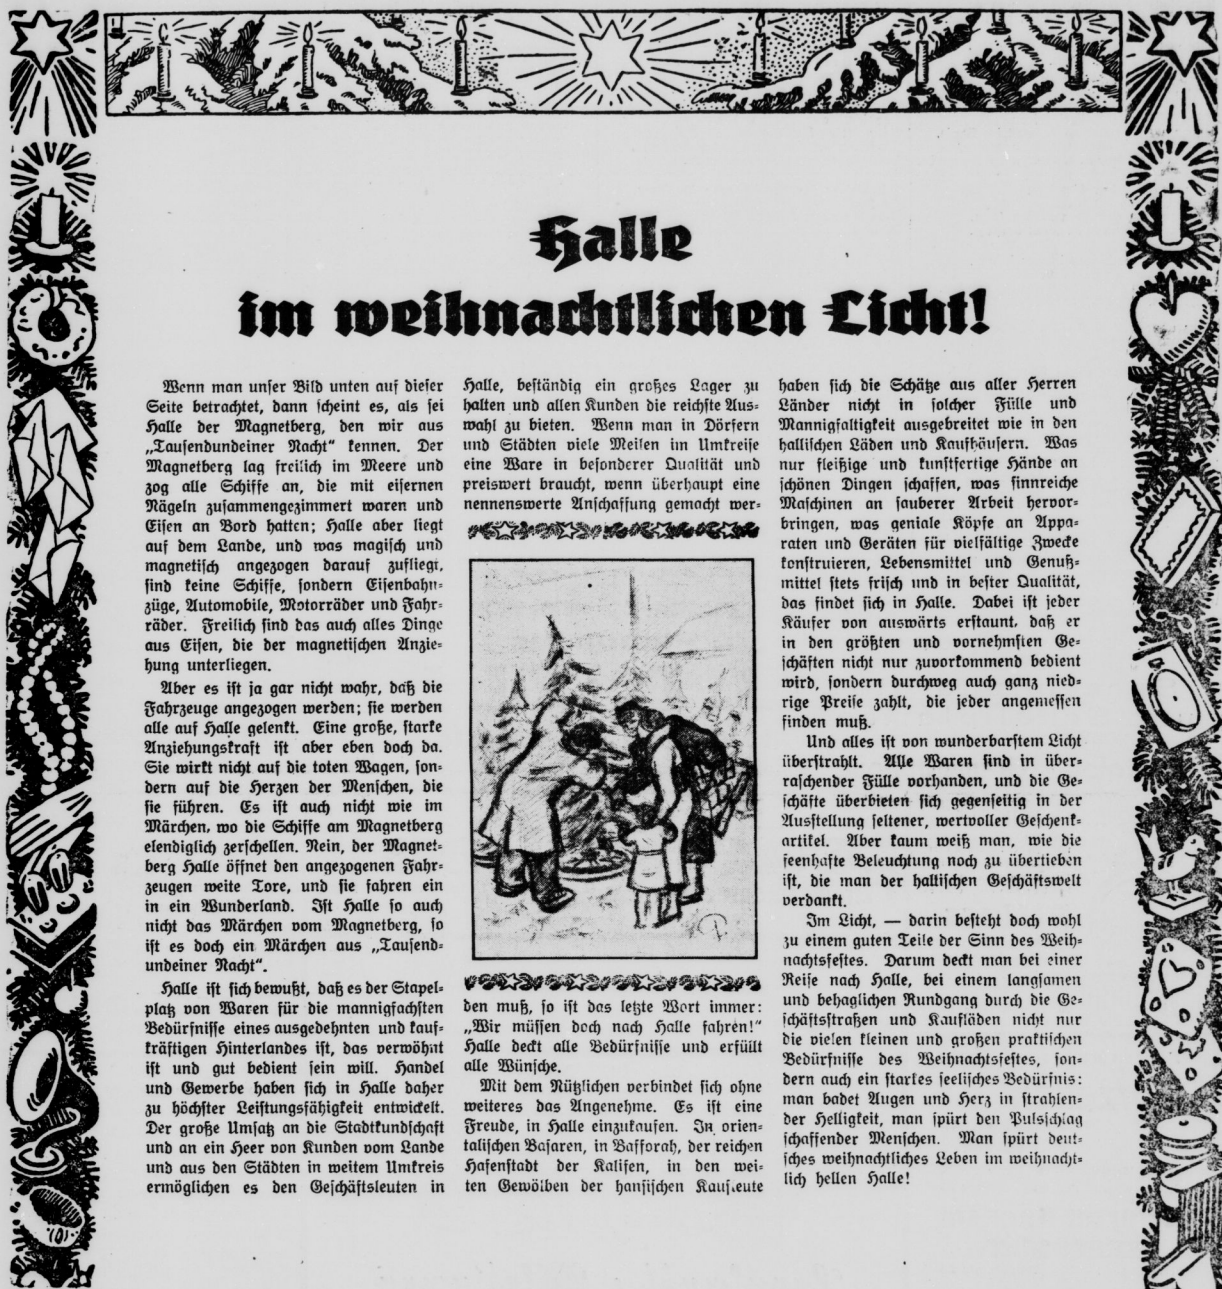 Halle
im weihnachtlichen Licht!
Wenn man unser Bild unten auf dieser
Seite betrachtet, dann scheint es, als sei
Halle der Magnetberg, den wir aus
„Tausendundeiner Nacht“ kennen. Der
Magnetberg lag freilich im Meere und
zog alle Schiffe an, die mit eisernen
Nägeln zusammengezimmert waren und
Eisen an Bord hatten; Halle aber liegt
auf dem Lande, und was magisch und
magnetisch angezogen darauf zufliegt,
sind keine Schiffe, sondern Eisenbahn-
züge, Automobile, Motorräder und Fahr-
räder. Freilich sind das auch alles Dinge
aus Eisen, die der magnetischen Anzie-
hung unterliegen.
Aber es ist ja gar nicht wahr, daß die
Fahrzeuge angezogen werden; sie werden
alle auf Halle gelenkt. Eine große, starke
Anziehungskraft ist aber eben doch da.
Sie wirkt nicht auf die toten Wagen, son-
dern auf die Herzen der Menschen, die
sie führen. Es ist auch nicht wie im
Märchen, wo die Schiffe am Magnetberg
elendiglich zerschellen. Nein, der Magnet-
berg Halle öffnet den angezogenen Fahr-
zeugen weite Tore, und sie fahren ein
in ein Wunderland. Ist Halle so auch
nicht das Märchen vom Magnetberg, so
ist es doch ein Märchen aus „Tausend-
undeiner Nacht“.
Halle ist sich bewußt, daß es der Stapel-
platz von Waren für die mannigfachsten
Bedürfnisse eines ausgedehnten und kauf-
kräftigen Hinterlandes ist, das verwöhnt
ist und gut bedient sein will. Handel
und Gewerbe haben sich in Halle daher
zu höchster Leistungsfähigkeit entwickelt.
Der große Umsatz an die Stadtkundschaft
und an ein Heer von Kunden vom Lande
und aus den Städten in weitem Umkreis
ermöglichen es den Geschäftsleuten in
Halle, beständig ein großes Lager zu
halten und allen Kunden die reichste Aus-
wahl zu bieten. Wenn man in Dörfern
und Städten viele Meilen im Umkreise
eine Ware in besonderer Qualität und
preiswert braucht, wenn überhaupt eine
nennenswerte Anschaffung gemacht wer-
den muß, so ist das letzte Wort immer:
„Wir müssen doch nach Halle fahren!“
Halle deckt alle Bedürfnisse und erfüllt
alle Wünsche.
Mit dem Nützlichen verbindet sich ohne
weiteres das Angenehme. Es ist eine
Freude, in Halle einzukaufen. In orien-
talischen Basaren, in Bassorah, der reichen
Hafenstadt der Kalifen, in den wei-
ten Gewölben der hansischen Kaufleute
haben sich die Schätze aus aller Herren
Länder nicht in solcher Fülle und
Mannigfaltigkeit ausgebreitet wie in den
hallischen Läden und Kaufhäusern. Was
nur fleißige und kunstfertige Hände an
schönen Dingen schaffen, was sinnreiche
Maschinen an sauberer Arbeit hervor-
bringen, was geniale Köpfe an Appa-
raten und Geräten für vielfältige Zwecke
konstruieren, Lebensmittel und Genuß-
mittel stets frisch und in bester Qualität,
das findet sich in Halle. Dabei ist jeder
Käufer von auswärts erstaunt, daß er
in den größten und vornehmsten Ge-
schäften nicht nur zuvorkommend bedient
wird, sondern durchweg auch ganz nied-
rige Preise zahlt, die jeder angemessen
finden muß.
Und alles ist von wunderbarstem Licht
überstrahlt. Alle Waren sind in über-
raschender Fülle vorhanden, und die Ge-
schäfte überbieten sich gegenseitig in der
Ausstellung seltener, wertvoller Geschenk-
artikel. Aber kaum weiß man, wie die
feenhafte Beleuchtung noch zu übertieben
ist, die man der hallischen Geschäftswelt
verdankt.
Im Licht, — darin besteht doch wohl
zu einem guten Teile der Sinn des Weih-
nachtsfestes. Darum deckt man bei einer
Reise nach Halle, bei einem langsamen
und behaglichen Rundgang durch die Ge-
schäftsstraßen und Kaufläden nicht nur
die vielen kleinen und großen praktischen
Bedürfnisse des Weihnachtsfestes, son-
dern auch ein starkes seelisches Bedürfnis:
man badet Augen und Herz in strahlen-
der Helligkeit, man spürt den Pulsschlag
schaffender Menschen. Man spürt deut-
sches weihnachtliches Leben im weihnacht-
lich hellen Halle!